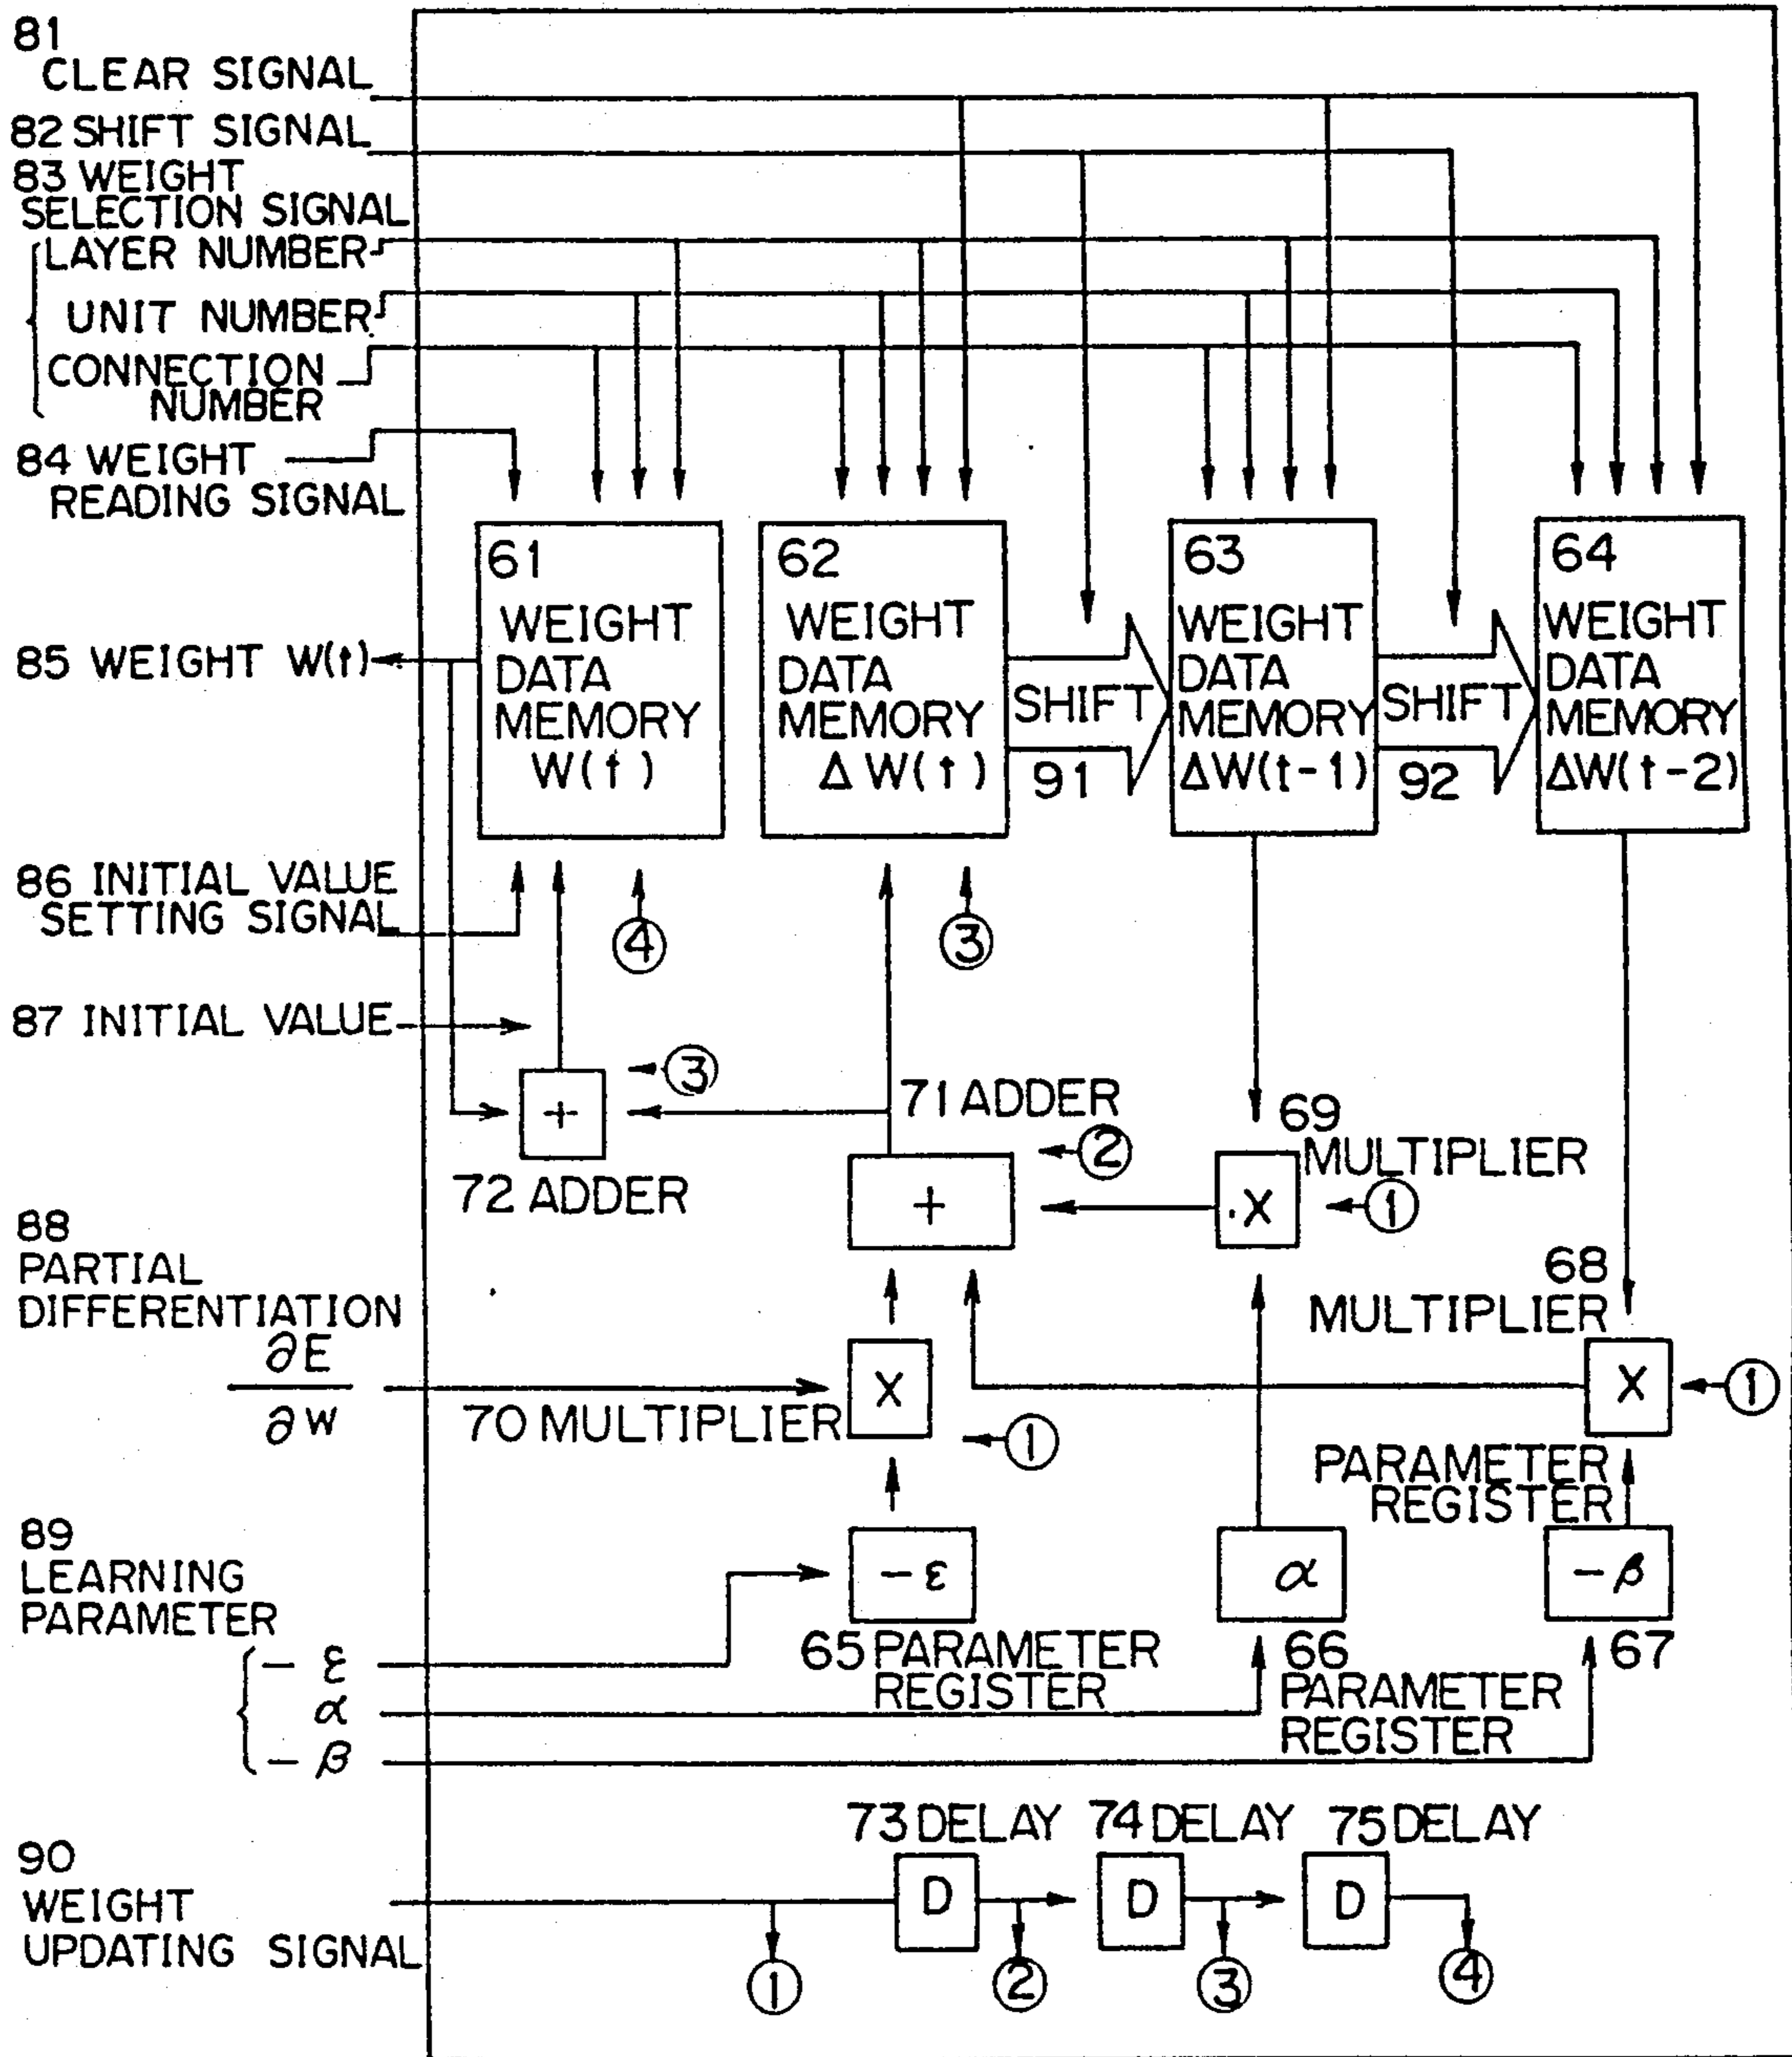 81
CLEAR SIGNAL
82 SHIFT SIGNAL
83 WEIGHT
SELECTION SIGNAL
LAYER NUMBER
UNIT NUMBER
CONNECTION
NUMBER
84 WEIGHT
READING SIGNAL
61
WEIGHT
DATA
MEMORY
W(t)
62
WEIGHT
DATA
MEMORY
ΔW(t)
SHIFT
91
63
WEIGHT
DATA
MEMORY
ΔW(t-1)
SHIFT
92
64
WEIGHT
DATA
MEMORY
ΔW(t-2)
85 WEIGHT W(t)
86 INITIAL VALUE
SETTING SIGNAL
④
③
87 INITIAL VALUE
③
+
72 ADDER
71 ADDER
②
+
69
MULTIPLIER
X
①
88
PARTIAL
DIFFERENTIATION
∂E
∂W
68
MULTIPLIER
X
①
70 MULTIPLIER
X
①
PARAMETER
REGISTER
89
LEARNING
PARAMETER
- ε
α
- β
- ε
65 PARAMETER
REGISTER
α
66
PARAMETER
REGISTER
- β
67
73 DELAY
74 DELAY
75 DELAY
90
WEIGHT
UPDATING SIGNAL
D
D
D
①
②
③
④